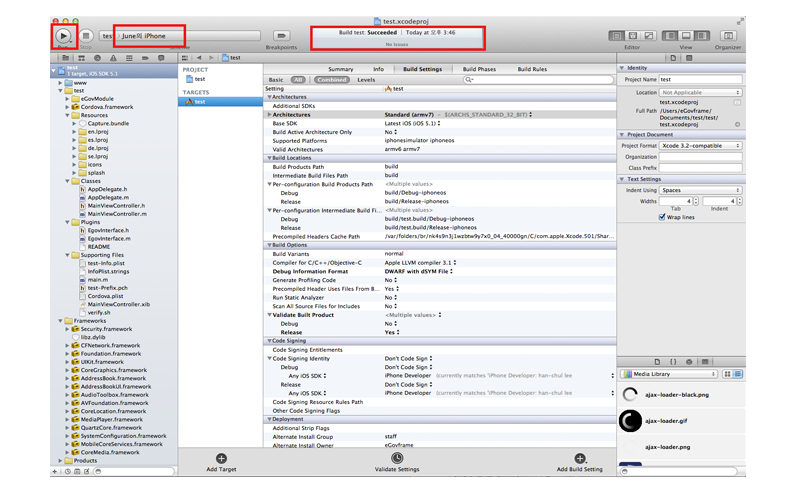 test.xcodeproj
test
June의 iPhone
Build test: Succeeded | Today at 오후 3:46
No Issues
Run
Stop
Scheme
Breakpoints
Editor
View
Organizer
test
1 target, iOS SDK 5.1
www
test
eGovModule
Cordova.framework
Resources
Capture.bundle
en.lproj
es.lproj
de.lproj
se.lproj
icons
splash
Classes
AppDelegate.h
AppDelegate.m
MainViewController.h
MainViewController.m
Plugins
EgovInterface.h
EgovInterface.m
README
Supporting Files
test-Info.plist
InfoPlist.strings
main.m
test-Prefix.pch
Cordova.plist
MainViewController.xib
verify.sh
Frameworks
Security.framework
libz.dylib
CFNetwork.framework
Foundation.framework
UIKit.framework
CoreGraphics.framework
AddressBook.framework
AddressBookUI.framework
AudioToolbox.framework
AVFoundation.framework
CoreLocation.framework
MediaPlayer.framework
QuartzCore.framework
SystemConfiguration.framework
MobileCoreServices.framework
CoreMedia.framework
Products
test
PROJECT
test
TARGETS
test
Summary Info Build Settings Build Phases Build Rules
Basic All Combined Levels
Setting test
Architectures
Additional SDKs
Architectures Standard (armv7) - $(ARCHS_STANDARD_32_BIT)
Base SDK Latest iOS (iOS 5.1)
Build Active Architecture Only No
Supported Platforms iphonesimulator iphoneos
Valid Architectures armv6 armv7
Build Locations
Build Products Path build
Intermediate Build Files Path build
Per-configuration Build Products Path <Multiple values>
Debug build/Debug-iphoneos
Release build/Release-iphoneos
Per-configuration Intermediate Build Fi... <Multiple values>
Debug build/test.build/Debug-iphoneos
Release build/test.build/Release-iphoneos
Precompiled Headers Cache Path /var/folders/br/nk4s9n3j1wzbtw9y7x0_04_40000gn/C/com.apple.Xcode.501/Shar...
Build Options
Build Variants normal
Compiler for C/C++/Objective-C Apple LLVM compiler 3.1
Debug Information Format DWARF with dSYM File
Generate Profiling Code No
Precompiled Header Uses Files From B... Yes
Run Static Analyzer No
Scan All Source Files for Includes No
Validate Built Product <Multiple values>
Debug No
Release Yes
Code Signing
Code Signing Entitlements
Code Signing Identity Don't Code Sign
Debug Don't Code Sign
Any iOS SDK iPhone Developer (currently matches 'iPhone Developer: han-chul lee
Release Don't Code Sign
Any iOS SDK iPhone Developer (currently matches 'iPhone Developer: han-chul lee
Code Signing Resource Rules Path
Other Code Signing Flags
Deployment
Additional Strip Flags
Alternate Install Group staff
Alternate Install Owner eGovframe
Add Target
Validate Settings
Add Build Setting
Identity
Project Name test
Location Not Applicable
test.xcodeproj
Full Path /Users/eGovframe/
Documents/test/test/
test.xcodeproj
Project Document
Project Format Xcode 3.2-compatible
Organization
Class Prefix
Text Settings
Indent Using Spaces
Widths 4 4
Tab Indent
Wrap lines
Media Library
ajax-loader-black.png
ajax-loader.gif
ajax-loader.png